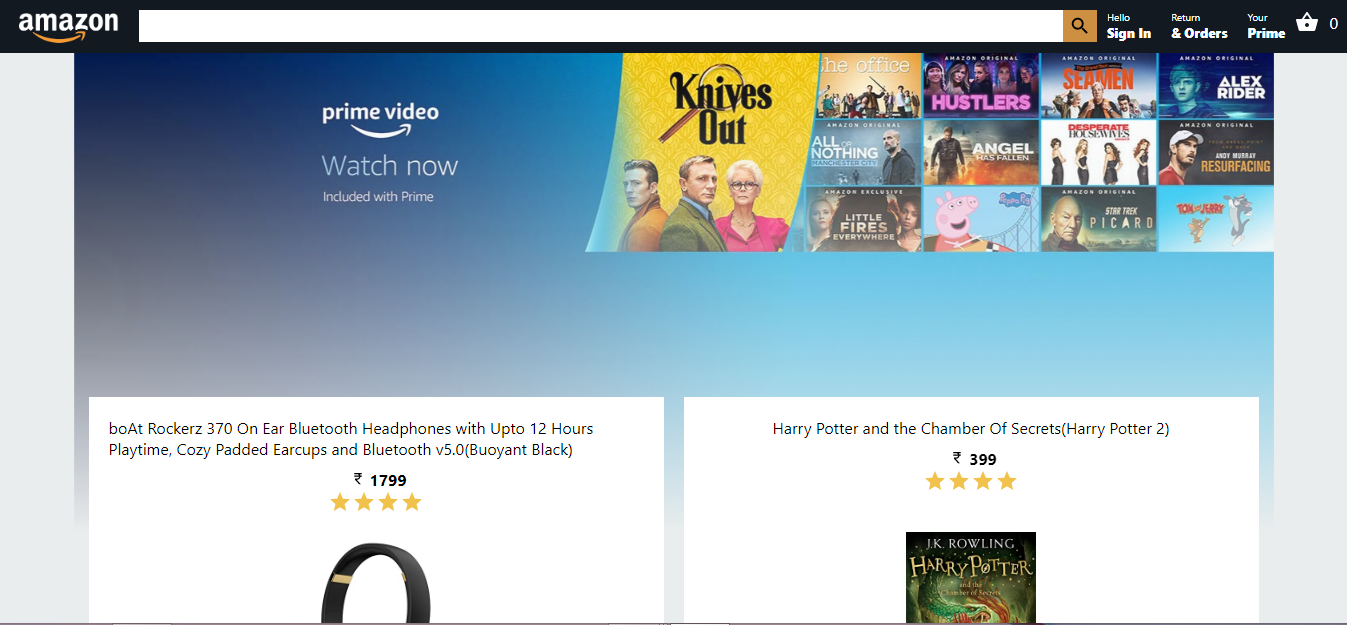 amazon
Hello
Sign In
Return
& Orders
Your
Prime
0
prime video
Watch now
Included with Prime
Knives
Out
the office
AMAZON ORIGINAL
HUSTLERS
AMAZON ORIGINAL
SEAMEN
AMAZON ORIGINAL
ALEX
RIDER
AMAZON ORIGINAL
ALL OR
NOTHING
MANCHESTER CITY
ANGEL
HAS FALLEN
DESPERATE
HOUSEWIVES
AMAZON ORIGINAL
ANDY MURRAY
RESURFACING
AMAZON EXCLUSIVE
LITTLE
FIRES
EVERYWHERE
Peppa Pig
AMAZON ORIGINAL
STAR TREK
PICARD
TOM AND JERRY
boAt Rockerz 370 On Ear Bluetooth Headphones with Upto 12 Hours
Playtime, Cozy Padded Earcups and Bluetooth v5.0(Buoyant Black)
₹ 1799
Harry Potter and the Chamber Of Secrets(Harry Potter 2)
₹ 399
J.K. ROWLING
HARRY POTTER
and the
Chamber of Secrets